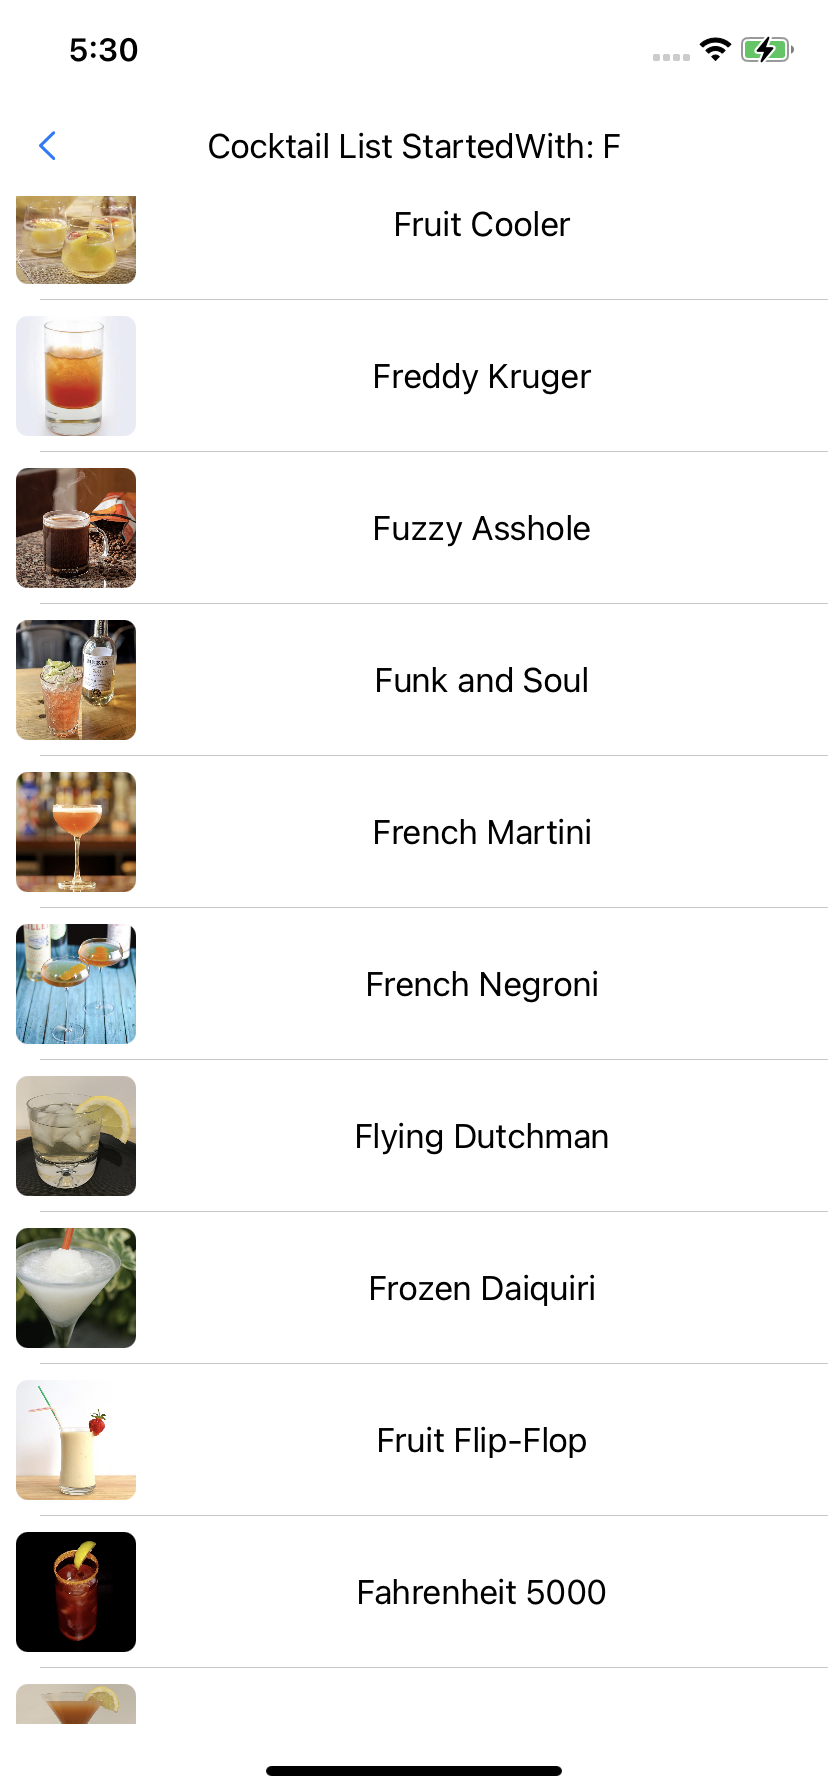 5:30
Cocktail List StartedWith: F
Fruit Cooler
Freddy Kruger
Fuzzy Asshole
Funk and Soul
French Martini
French Negroni
Flying Dutchman
Frozen Daiquiri
Fruit Flip-Flop
Fahrenheit 5000